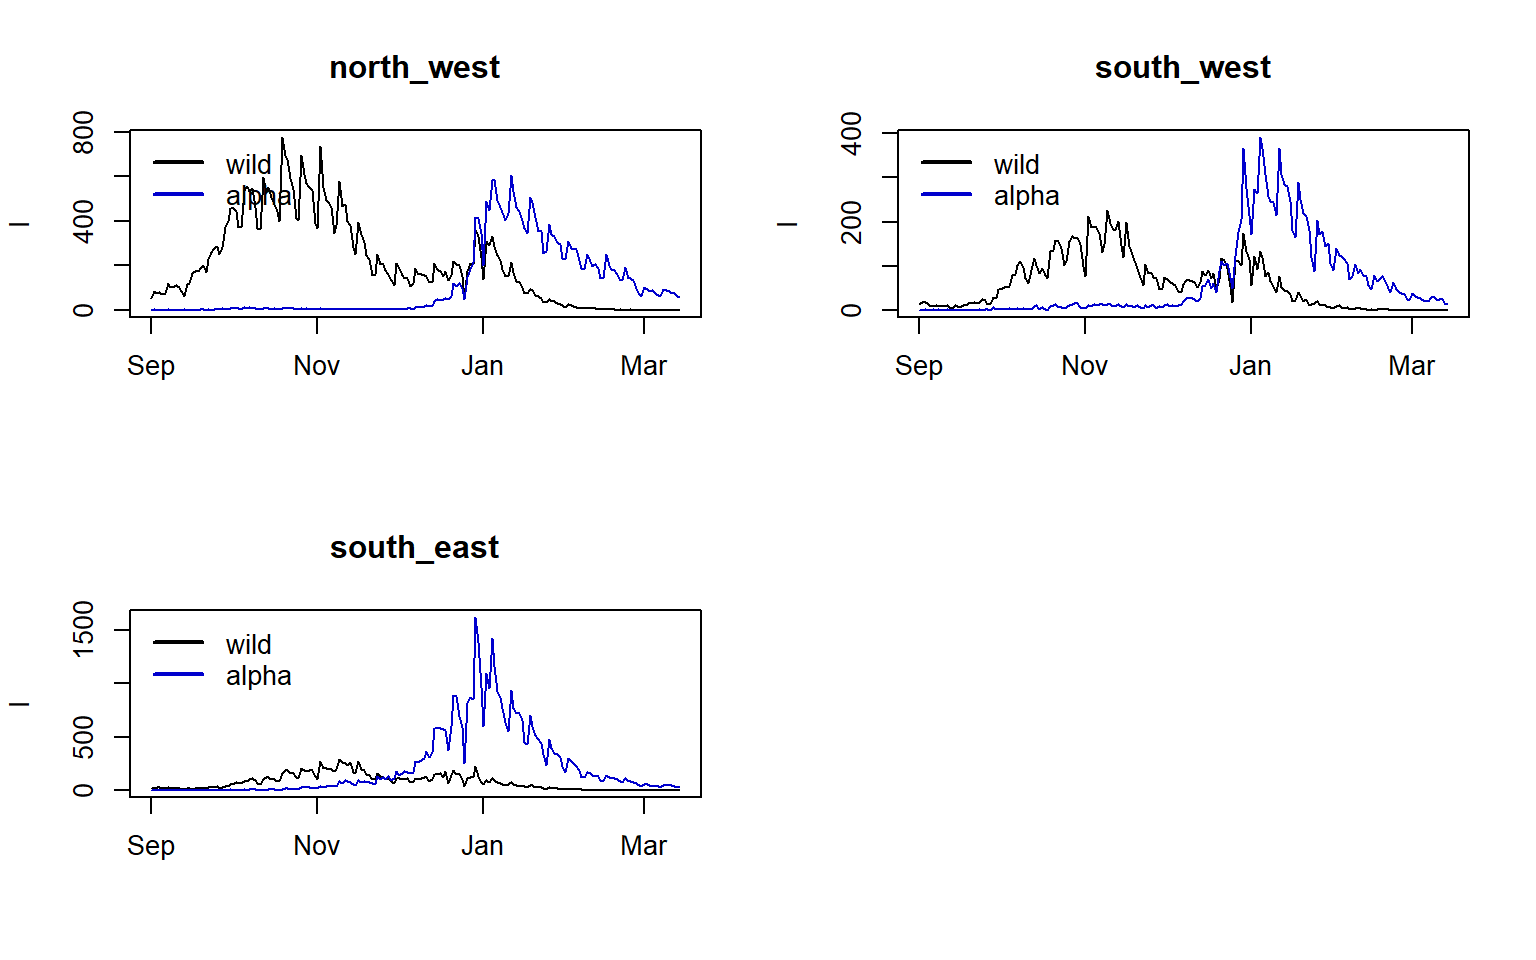 north_west
I
800
400
0
wild
alpha
Sep Nov Jan Mar
south_west
I
400
200
0
wild
alpha
Sep Nov Jan Mar
south_east
I
1500
500
0
wild
alpha
Sep Nov Jan Mar